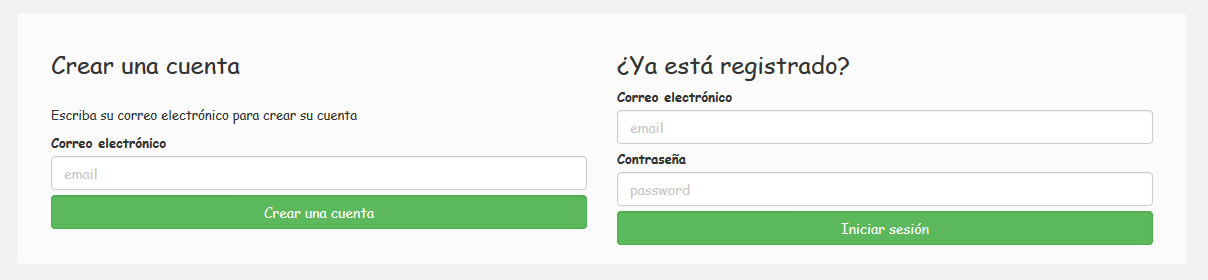 Crear una cuenta
Escriba su correo electrónico para crear su cuenta
Correo electrónico
email
Crear una cuenta
¿Ya está registrado?
Correo electrónico
email
Contraseña
password
Iniciar sesión